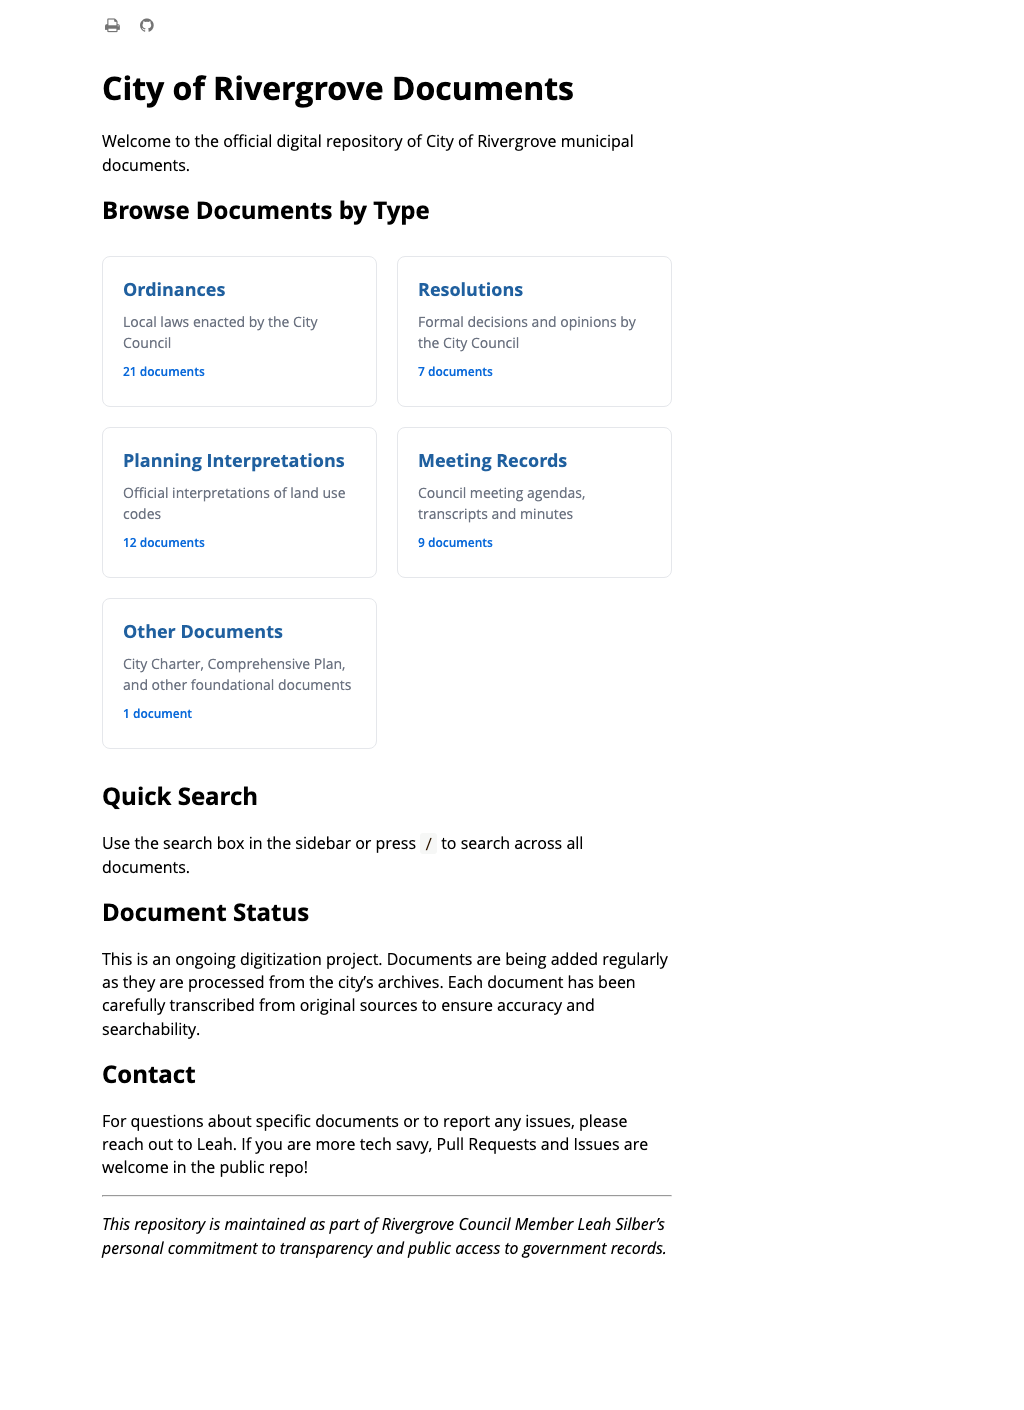 City of Rivergrove Documents
Welcome to the official digital repository of City of Rivergrove municipal
documents.
Browse Documents by Type
Ordinances
Local laws enacted by the City
Council
21 documents
Resolutions
Formal decisions and opinions by
the City Council
7 documents
Planning Interpretations
Official interpretations of land use
codes
12 documents
Meeting Records
Council meeting agendas,
transcripts and minutes
9 documents
Other Documents
City Charter, Comprehensive Plan,
and other foundational documents
1 document
Quick Search
Use the search box in the sidebar or press / to search across all
documents.
Document Status
This is an ongoing digitization project. Documents are being added regularly
as they are processed from the city’s archives. Each document has been
carefully transcribed from original sources to ensure accuracy and
searchability.
Contact
For questions about specific documents or to report any issues, please
reach out to Leah. If you are more tech savy, Pull Requests and Issues are
welcome in the public repo!
This repository is maintained as part of Rivergrove Council Member Leah Silber’s
personal commitment to transparency and public access to government records.